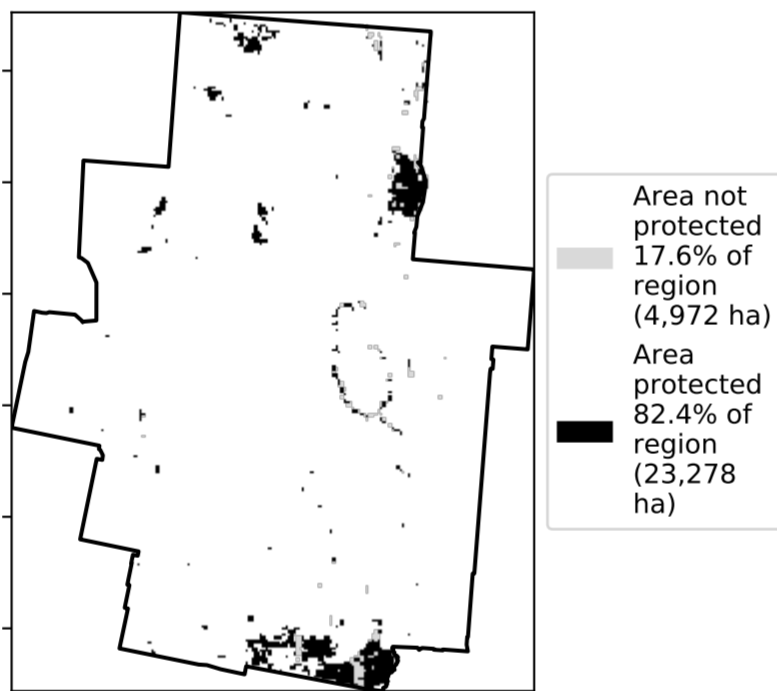 Area not
protected
17.6% of
region
(4,972 ha)
Area
protected
82.4% of
region
(23,278
ha)